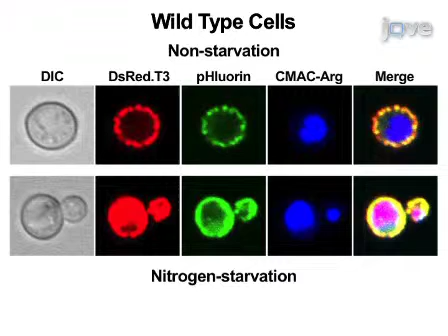 jove
Wild Type Cells
Non-starvation
DIC DsRed.T3 pHluorin CMAC-Arg Merge
Nitrogen-starvation